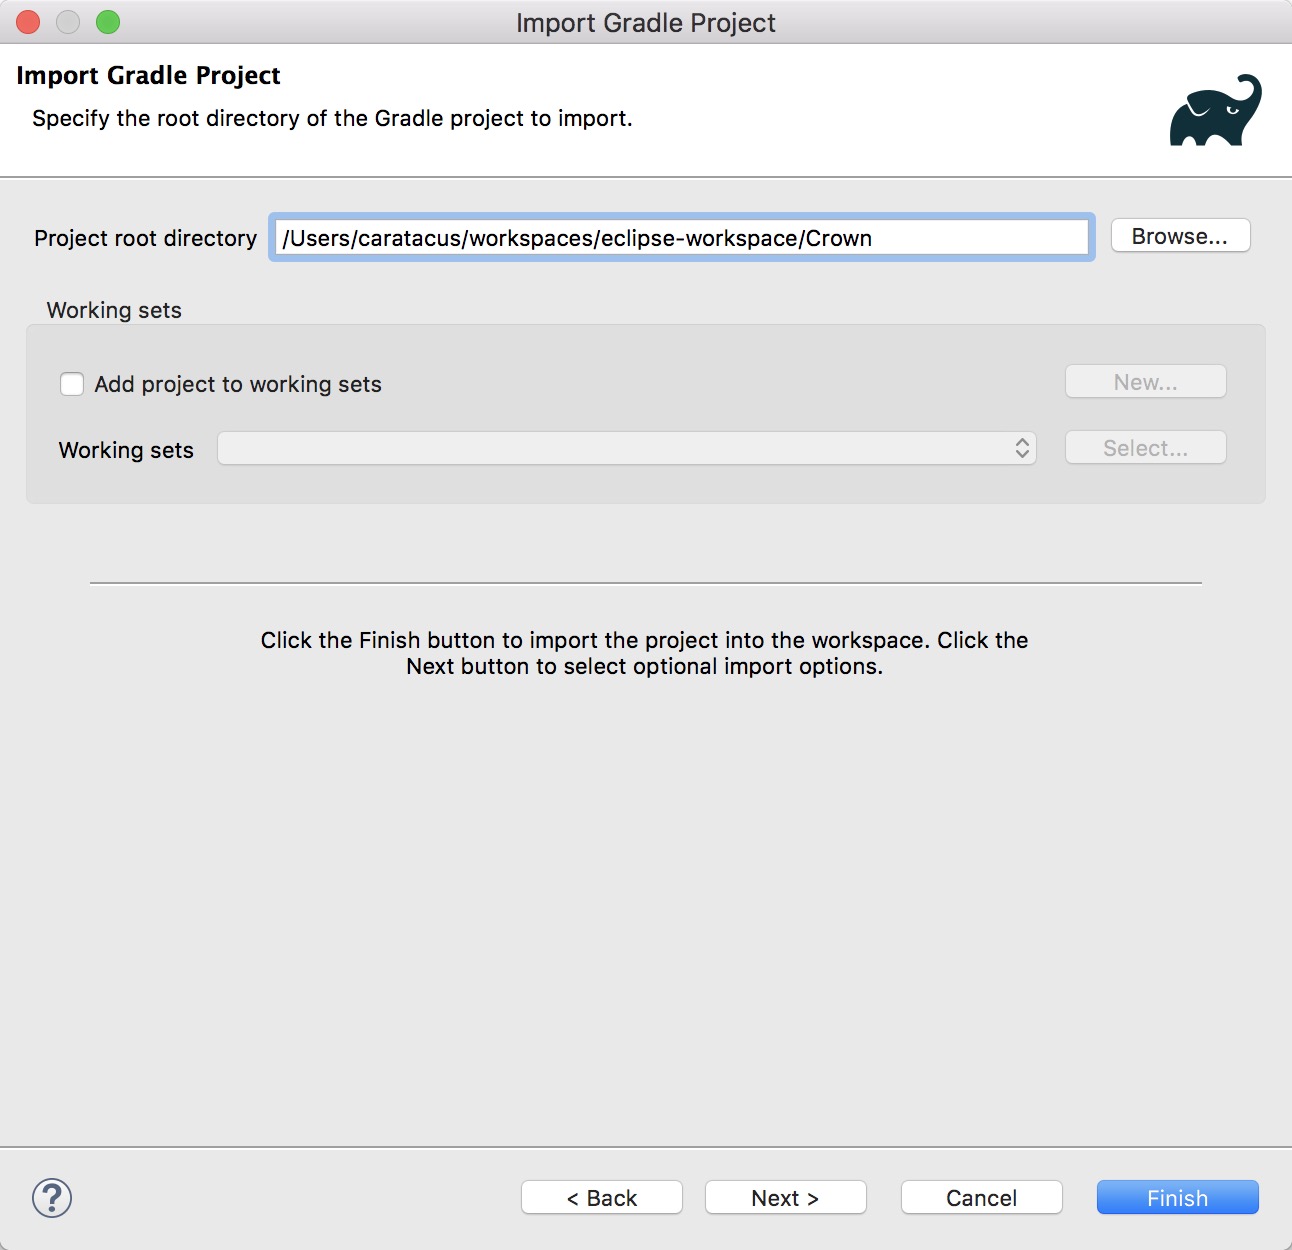 Import Gradle Project
Import Gradle Project
Specify the root directory of the Gradle project to import.
Project root directory /Users/caratacus/workspaces/eclipse-workspace/Crown Browse...
Working sets
Add project to working sets New...
Working sets Select...
Click the Finish button to import the project into the workspace. Click the
Next button to select optional import options.
? < Back Next > Cancel Finish